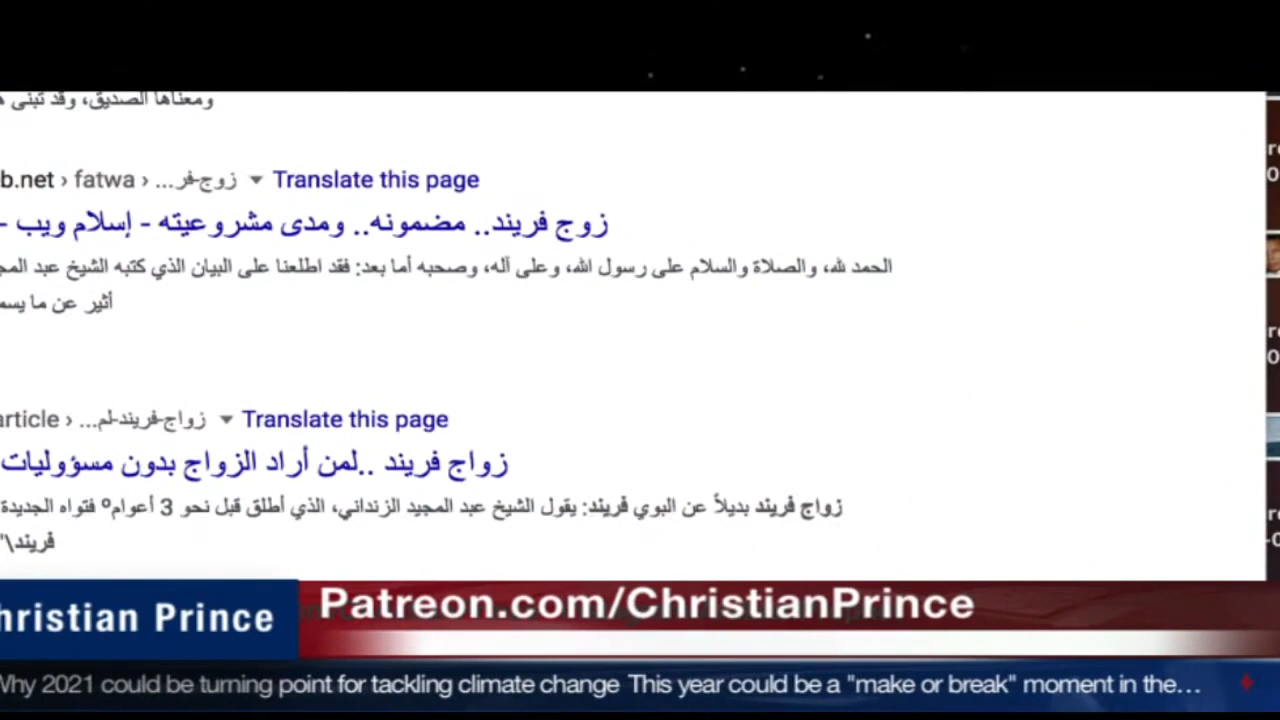 ومعناها الصديق، وقد تبنى
b.net › fatwa › ...زوج-فر Translate this page
زوج فريند.. مضمونه.. ومدى مشروعيته - إسلام ويب -
الحمد لله، والصلاة والسلام على رسول الله، وعلى آله، وصحبه أما بعد: فقد اطلعنا على البيان الذي كتبه الشيخ عبد المج
أثير عن ما يسم
article › ...زواج-فريند-لم Translate this page
زواج فريند ..لمن أراد الزواج بدون مسؤوليات
زواج فريند بديلاً عن البوي فريند: يقول الشيخ عبد المجيد الزنداني، الذي أطلق قبل نحو 3 أعوامº فتواه الجديدة
فريند\"
hristian Prince
Patreon.com/ChristianPrince
Why 2021 could be turning point for tackling climate change This year could be a "make or break" moment in the...